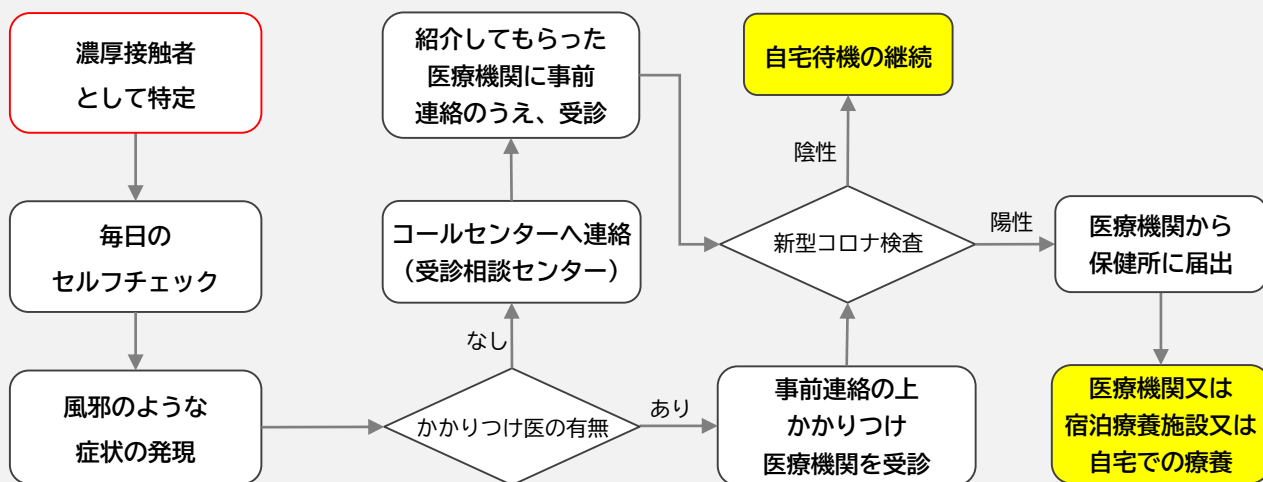 濃厚接触者
として特定
毎日の
セルフチェック
風邪のような
症状の発現
かかりつけ医の有無
なし
コールセンターへ連絡
（受診相談センター）
紹介してもらった
医療機関に事前
連絡のうえ、受診
あり
事前連絡の上
かかりつけ
医療機関を受診
新型コロナ検査
陰性
自宅待機の継続
陽性
医療機関から
保健所に届出
医療機関又は
宿泊療養施設又は
自宅での療養